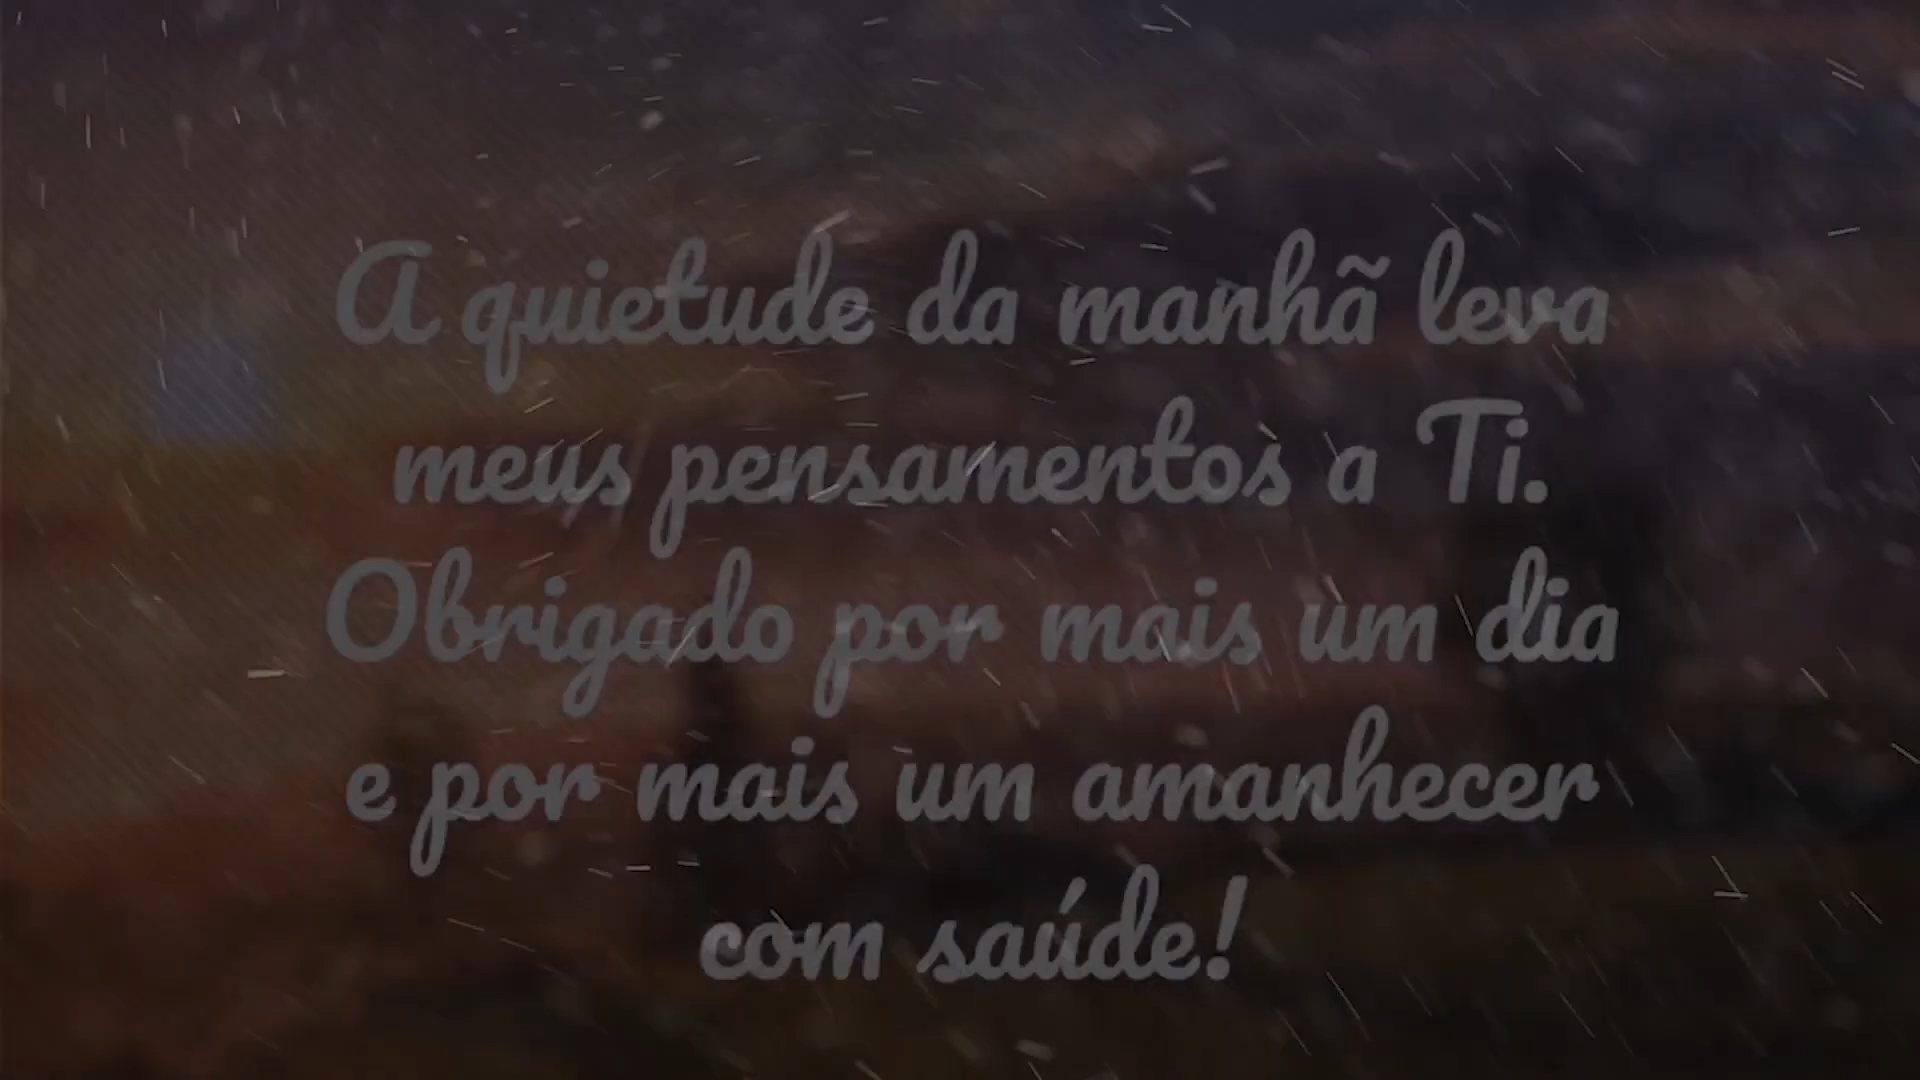 A quietude da manhã leva
meus pensamentos a Ti.
Obrigado por mais um dia
e por mais um amanhecer
com saúde!